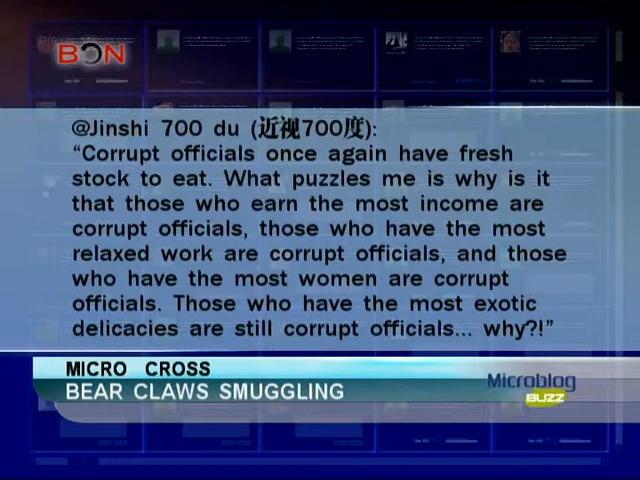 BON
@Jinshi 700 du (近视700度):
“Corrupt officials once again have fresh
stock to eat. What puzzles me is why is it
that those who earn the most income are
corrupt officials, those who have the most
relaxed work are corrupt officials, and those
who have the most women are corrupt
officials. Those who have the most exotic
delicacies are still corrupt officials... why?!”
MICRO CROSS
BEAR CLAWS SMUGGLING
Microblog
BUZZ